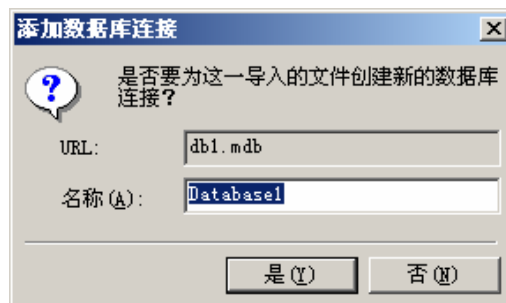 添加数据库连接
是否要为这一导入的文件创建新的数据库
连接?
URL: db1.mdb
名称(A): Database1
是(Y) 否(N)